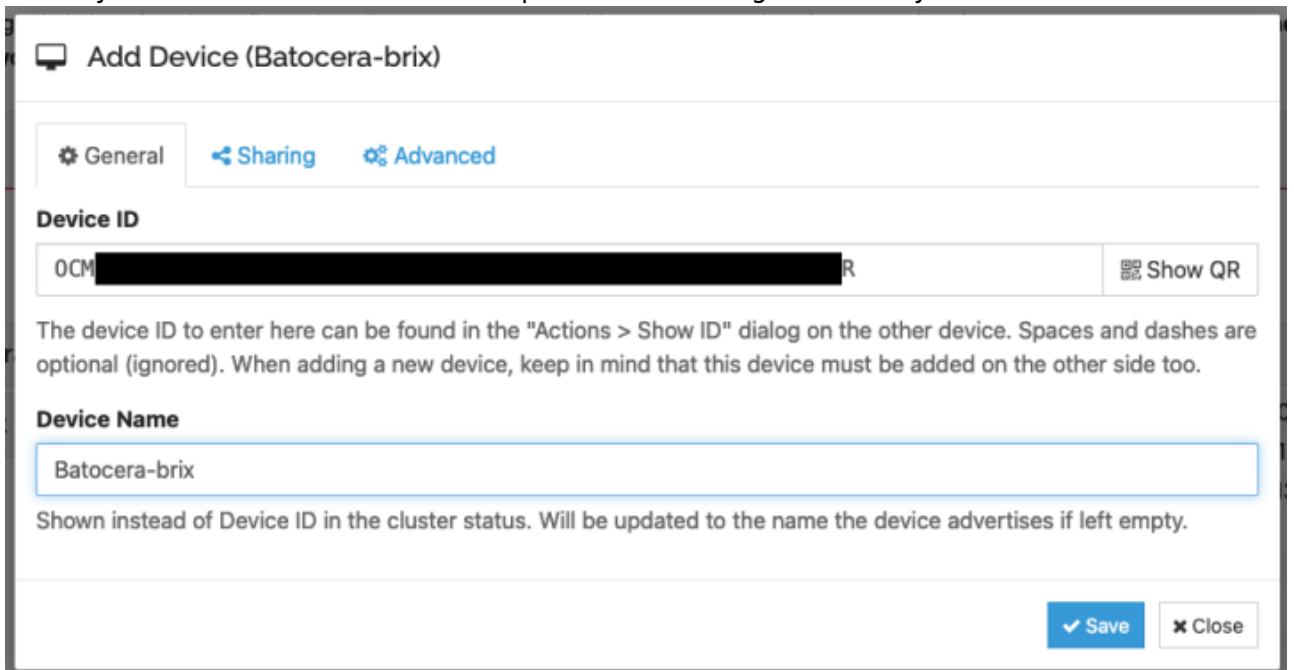 Add Device (Batocera-brix)
General Sharing Advanced
Device ID
OCM R Show QR
The device ID to enter here can be found in the "Actions > Show ID" dialog on the other device. Spaces and dashes are
optional (ignored). When adding a new device, keep in mind that this device must be added on the other side too.
Device Name
Batocera-brix
Shown instead of Device ID in the cluster status. Will be updated to the name the device advertises if left empty.
Save Close